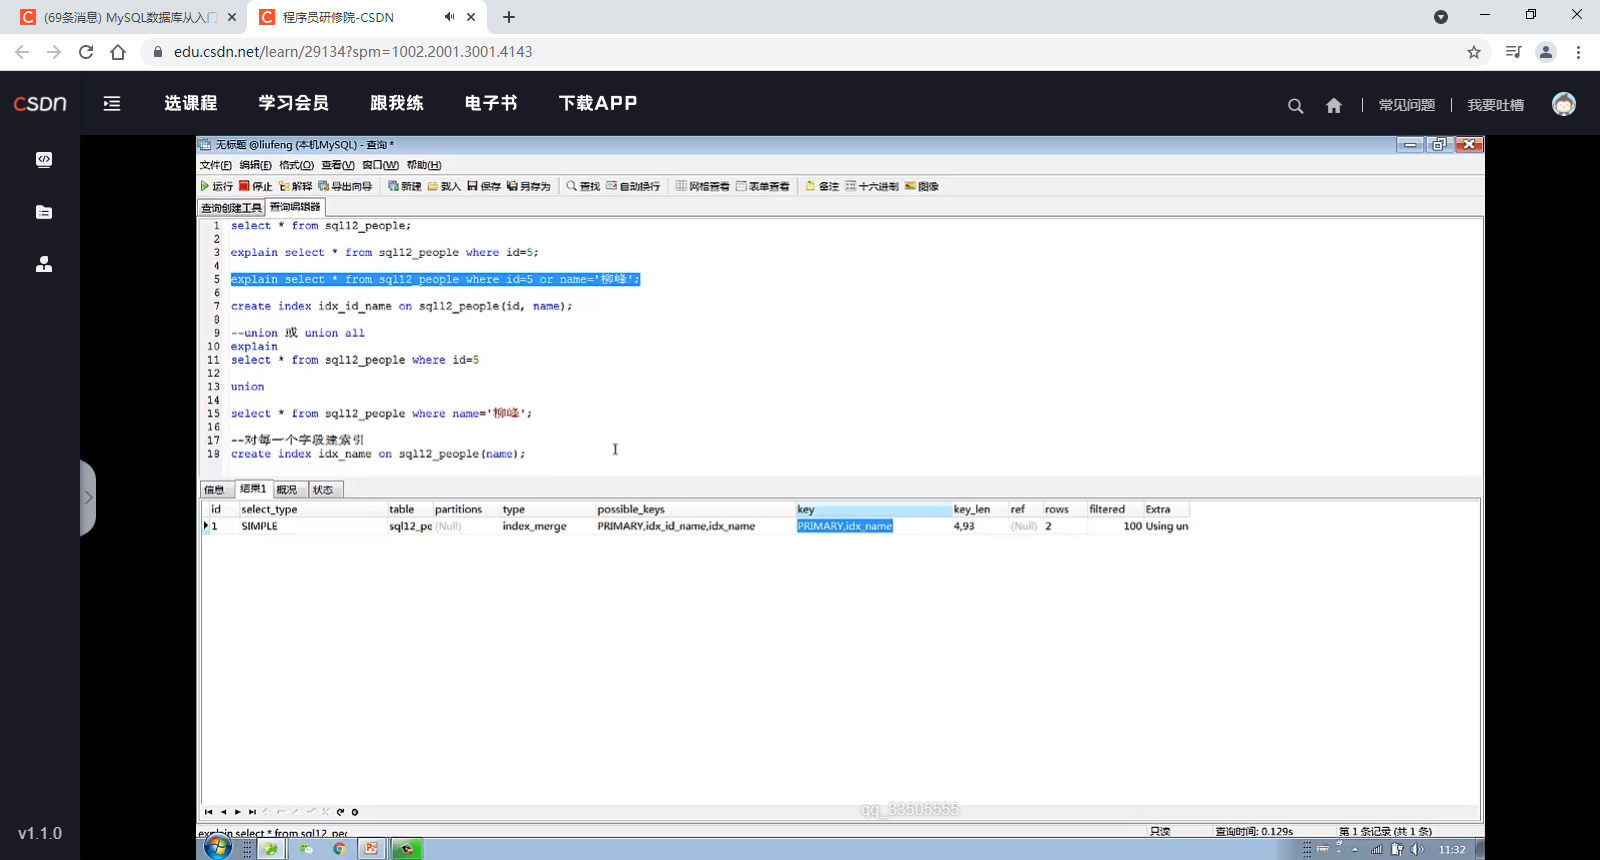 (69条消息) MySQL数据库从入门
程序员研修院-CSDN
edu.csdn.net/learn/29134?spm=1002.2001.3001.4143
CSDN
选课程 学习会员 跟我练 电子书 下载APP
常见问题 我要吐槽
无标题 @liufeng (本机MySQL) - 查询 *
文件(F) 编辑(E) 格式(O) 查看(V) 窗口(W) 帮助(H)
运行 停止 解释 导出向导 新建 载入 保存 另存为 查找 自动换行 网格查看 表单查看 备注 十六进制 图像
查询创建工具 查询编辑器
1 select * from sql12_people;
2
3 explain select * from sql12_people where id=5;
4
5 explain select * from sql12_people where id=5 or name='柳峰';
6
7 create index idx_id_name on sql12_people(id, name);
8
9 --union 或 union all
10 explain
11 select * from sql12_people where id=5
12
13 union
14
15 select * from sql12_people where name='柳峰';
16
17 --对每一个字段建索引
18 create index idx_name on sql12_people(name);
信息 结果1 概况 状态
id select_type table partitions type possible_keys key key_len ref rows filtered Extra
1 SIMPLE sql12_pe (Null) index_merge PRIMARY,idx_id_name,idx_name PRIMARY,idx_name 4,93 (Null) 2 100 Using un
qq_33505555
explain select * from sql12_pec
只读 查询时间: 0.129s 第 1 条记录 (共 1 条)
v1.1.0
11:32